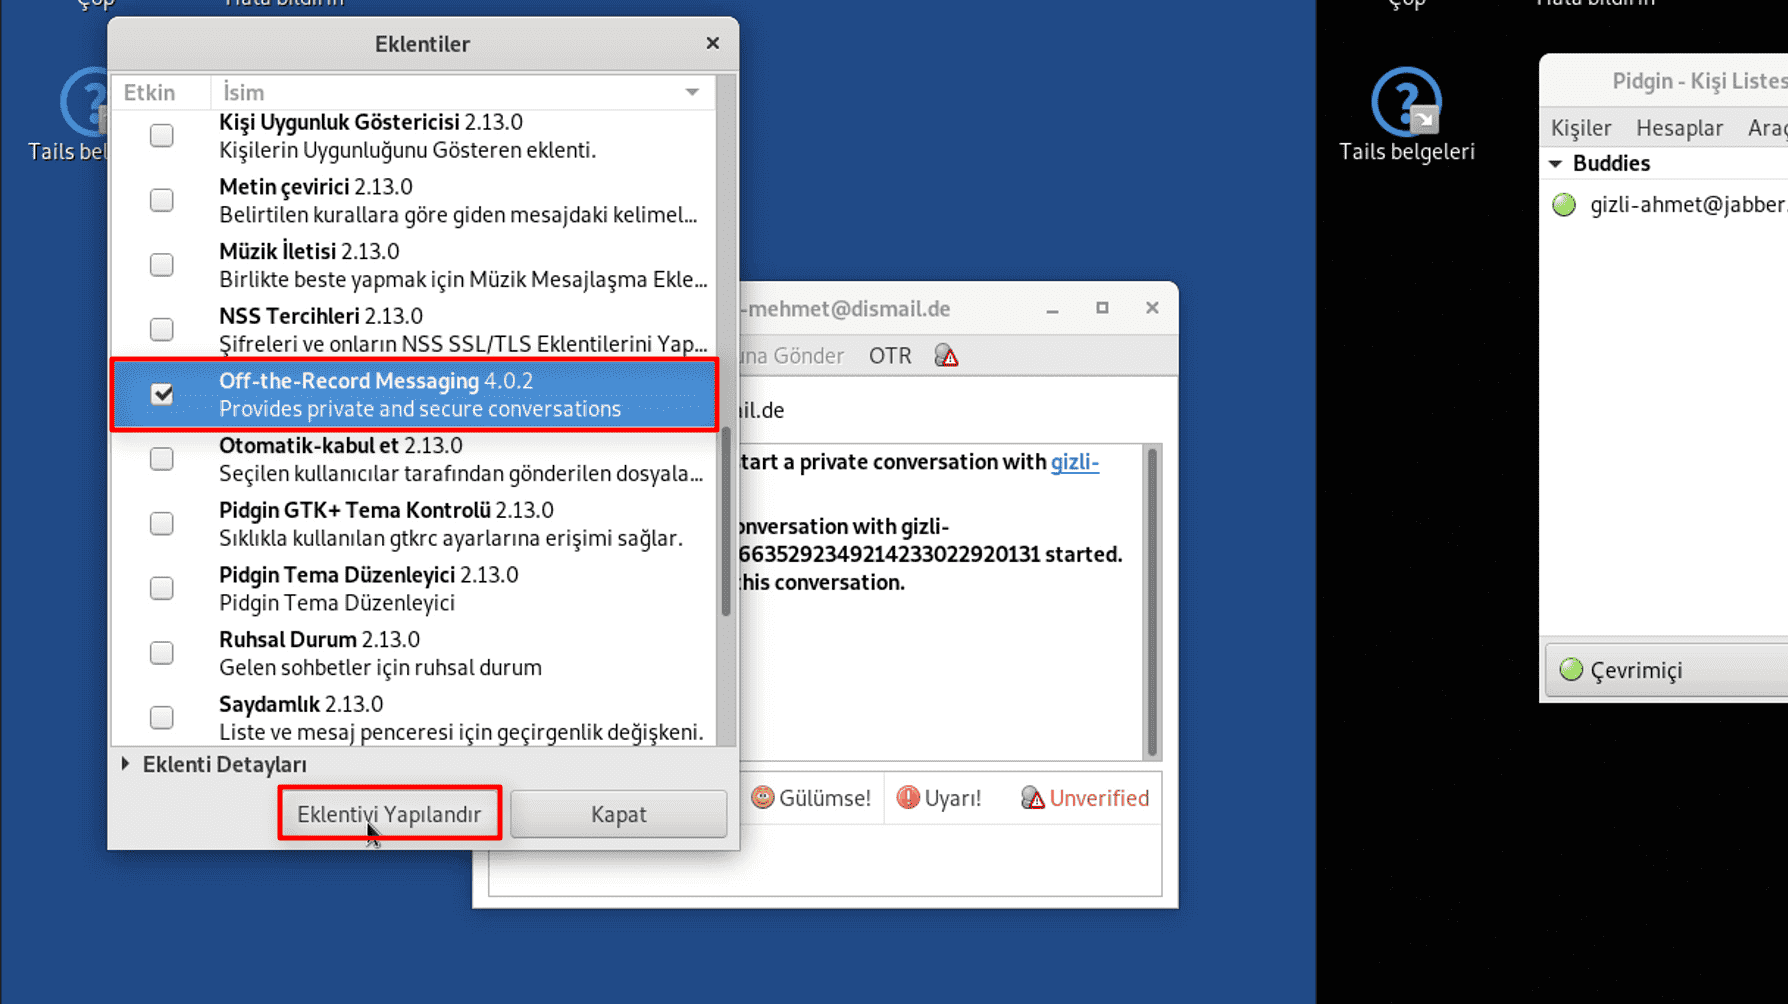 Çop
Hata bildirin
Eklentiler
Etkin
İsim
Kişi Uygunluk Göstericisi 2.13.0
Kişilerin Uygunluğunu Gösteren eklenti.
Metin çevirici 2.13.0
Belirtilen kurallara göre giden mesajdaki kelimel...
Müzik İletisi 2.13.0
Birlikte beste yapmak için Müzik Mesajlaşma Ekle...
NSS Tercihleri 2.13.0
Şifreleri ve onların NSS SSL/TLS Eklentilerini Yap...
Off-the-Record Messaging 4.0.2
Provides private and secure conversations
Otomatik-kabul et 2.13.0
Seçilen kullanıcılar tarafından gönderilen dosyala...
Pidgin GTK+ Tema Kontrolü 2.13.0
Sıklıkla kullanılan gtkrc ayarlarına erişimi sağlar.
Pidgin Tema Düzenleyici 2.13.0
Pidgin Tema Düzenleyici
Ruhsal Durum 2.13.0
Gelen sohbetler için ruhsal durum
Saydamlık 2.13.0
Liste ve mesaj penceresi için geçirgenlik değişkeni.
Eklenti Detayları
Eklentiyi Yapılandır
Kapat
Tails bel
-mehmet@dismail.de
una Gönder
OTR
il.de
tart a private conversation with gizli-
onversation with gizli-
6635292349214233022920131 started.
this conversation.
Gülümse!
Uyarı!
Unverified
Çop
Hata bildirin
Tails belgeleri
Pidgin - Kişi Listes
Kişiler
Hesaplar
Araç
Buddies
gizli-ahmet@jabber.
Çevrimiçi